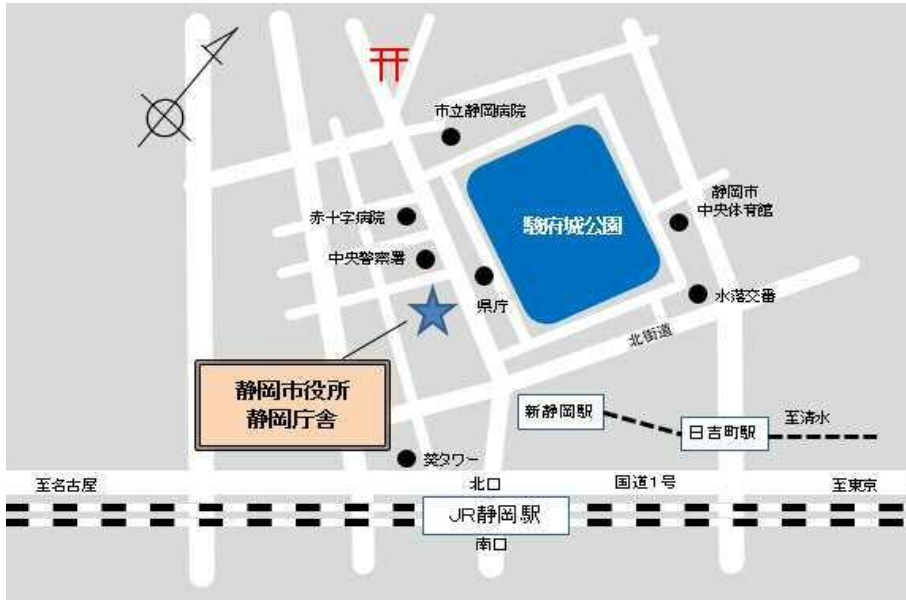 市立静岡病院
静岡市
中央体育館
赤十字病院
駿府城公園
中央警察署
県庁
水落交番
北街道
静岡市役所
静岡庁舎
新静岡駅
日吉町駅
至清水
葵タワー
至名古屋
北口
国道1号
至東京
JR静岡駅
南口